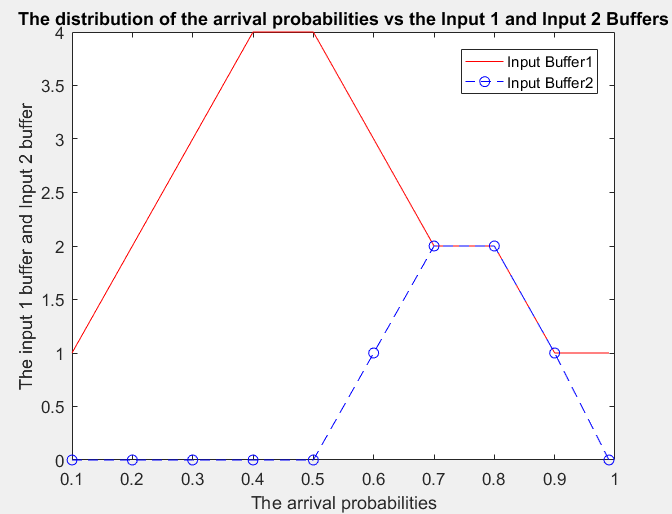 The distribution of the arrival probabilities vs the Input 1 and Input 2 Buffers
Input Buffer1
Input Buffer2
The input 1 buffer and Input 2 buffer
4
3.5
3
2.5
2
1.5
1
0.5
0
0.1 0.2 0.3 0.4 0.5 0.6 0.7 0.8 0.9 1
The arrival probabilities